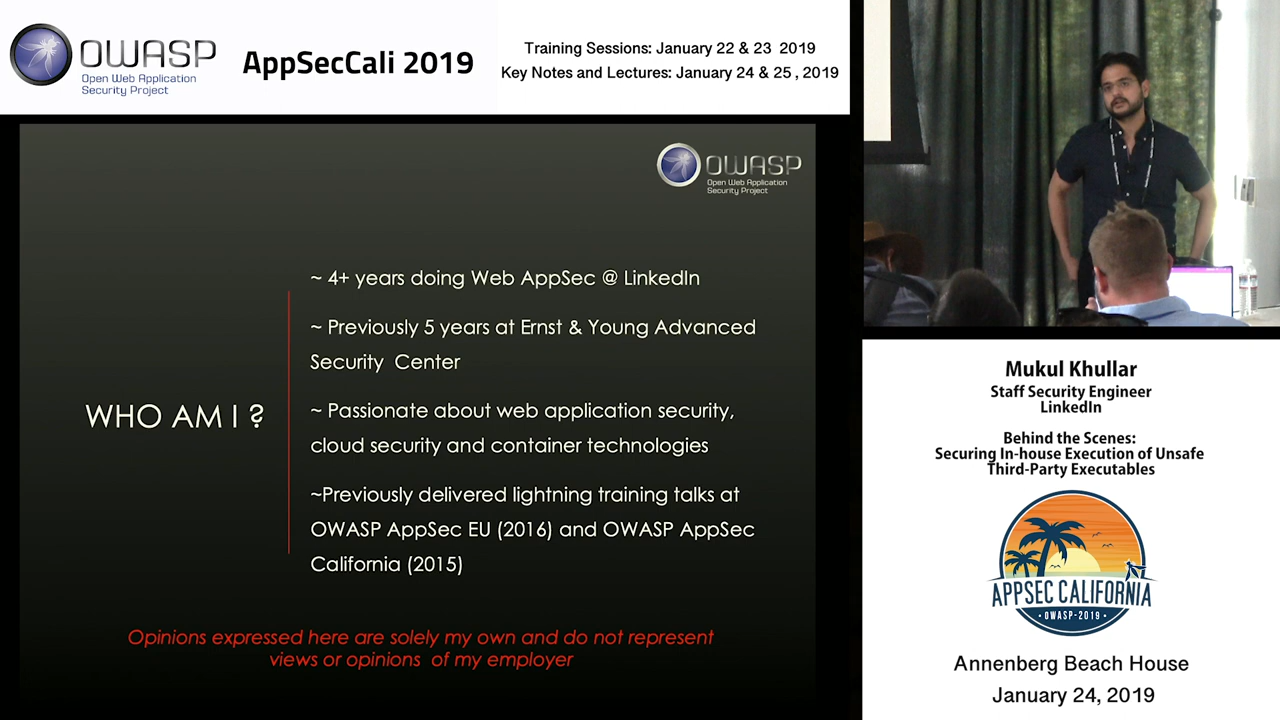 OWASP
Open Web Application
Security Project
AppSecCali 2019
Training Sessions: January 22 & 23 2019
Key Notes and Lectures: January 24 & 25 , 2019
OWASP
Open Web Application
Security Project
WHO AM I ?
~ 4+ years doing Web AppSec @ LinkedIn
~ Previously 5 years at Ernst & Young Advanced
Security Center
~ Passionate about web application security,
cloud security and container technologies
~Previously delivered lightning training talks at
OWASP AppSec EU (2016) and OWASP AppSec
California (2015)
Opinions expressed here are solely my own and do not represent
views or opinions of my employer
Mukul Khullar
Staff Security Engineer
LinkedIn
Behind the Scenes:
Securing In-house Execution of Unsafe
Third-Party Executables
APPSEC CALIFORNIA
• OWASP-2019 •
Annenberg Beach House
January 24, 2019